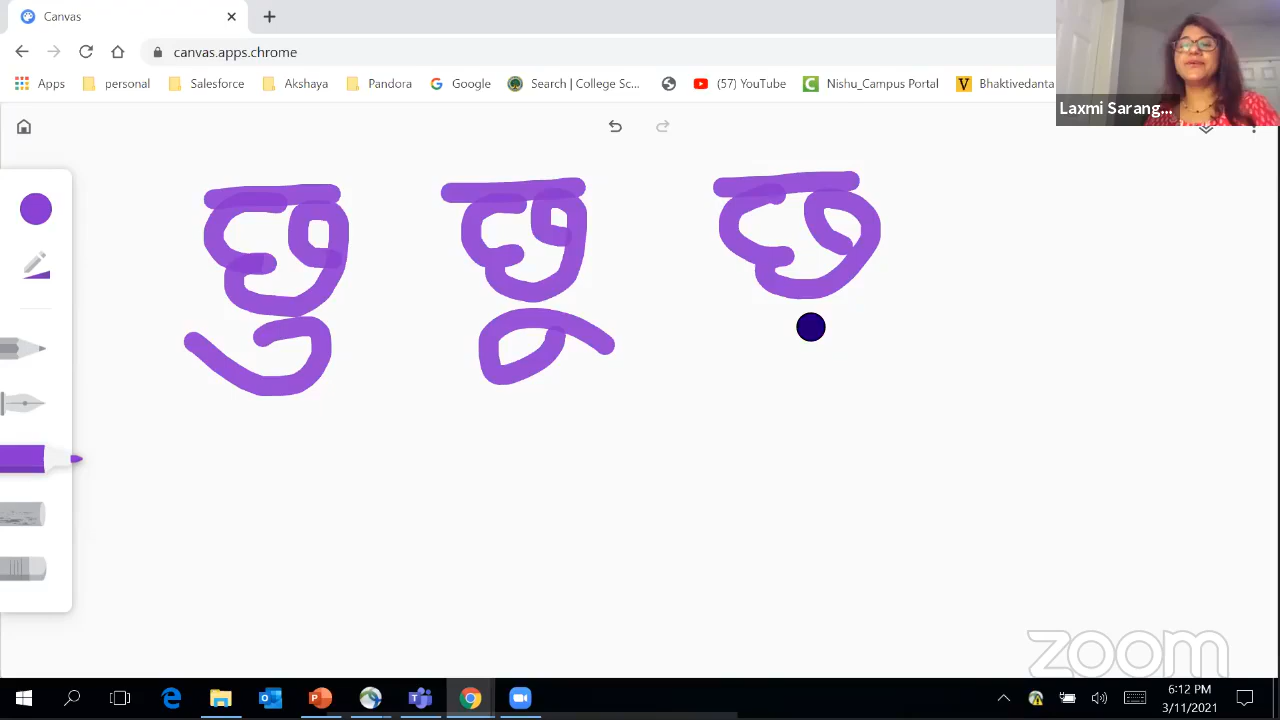 Canvas
canvas.apps.chrome
Apps personal Salesforce Akshaya Pandora Google Search | College Sc... (57) YouTube Nishu_Campus Portal Bhaktivedanta
Laxmi Sarang...
छु छू छ
zoom
6:12 PM
3/11/2021